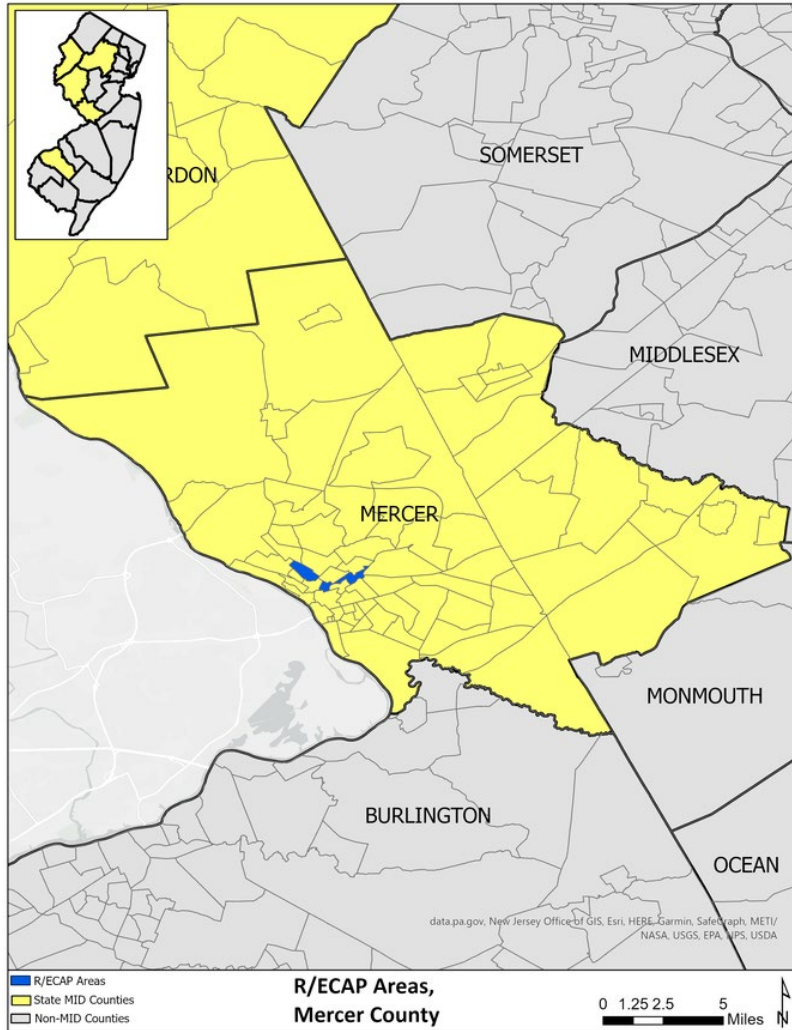 RDON
SOMERSET
MIDDLESEX
MERCER
MONMOUTH
BURLINGTON
OCEAN
data.pa.gov, New Jersey Office of GIS, Esri, HERE, Garmin, SafeGraph, METI/
NASA, USGS, EPA, NPS, USDA
R/ECAP Areas
State MID Counties
Non-MID Counties
R/ECAP Areas,
Mercer County
0 1.25 2.5 5
Miles
N